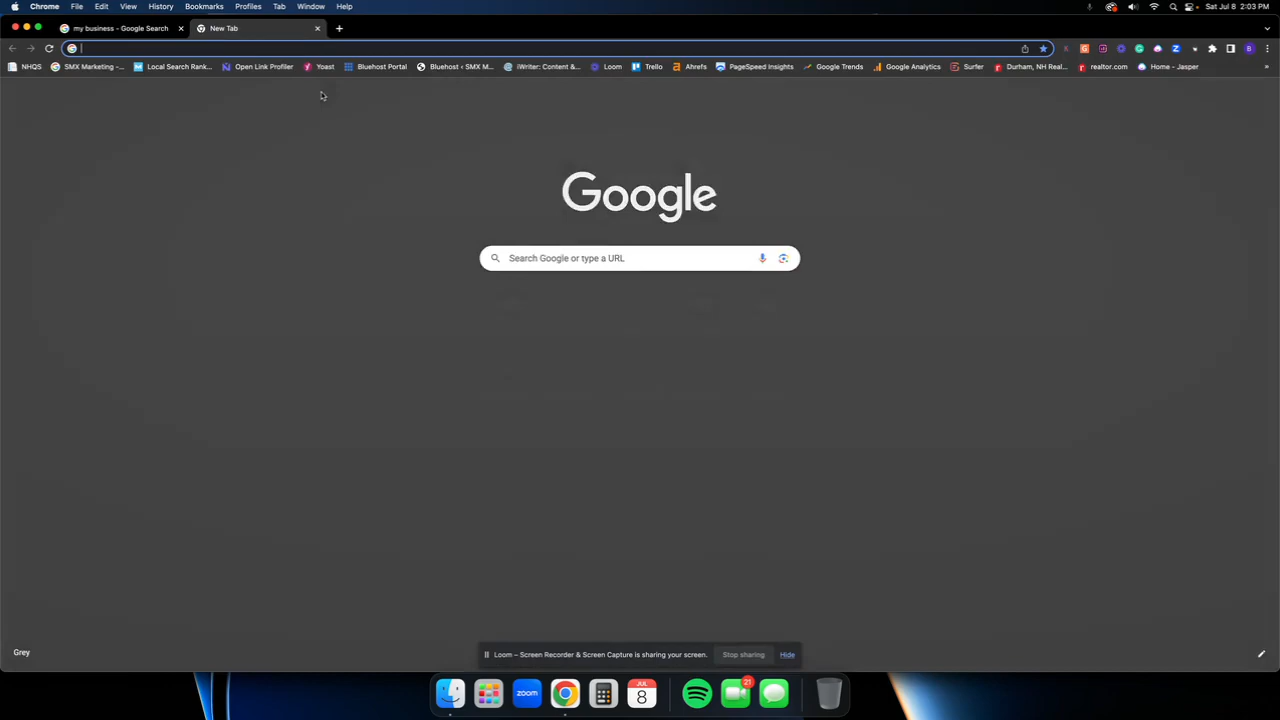 Chrome File Edit View History Bookmarks Profiles Tab Window Help Sat Jul 8 2:03 PM
my business - Google Search New Tab
NHQS SMX Marketing -... Local Search Rank... Open Link Profiler Yoast Bluehost Portal Bluehost ‹ SMX M... iWriter: Content &... Loom Trello Ahrefs PageSpeed Insights Google Trends Google Analytics Surfer Durham, NH Real... realtor.com Home - Jasper »
Google
Search Google or type a URL
Grey
Loom – Screen Recorder & Screen Capture is sharing your screen. Stop sharing Hide
zoom
JUL
8
21